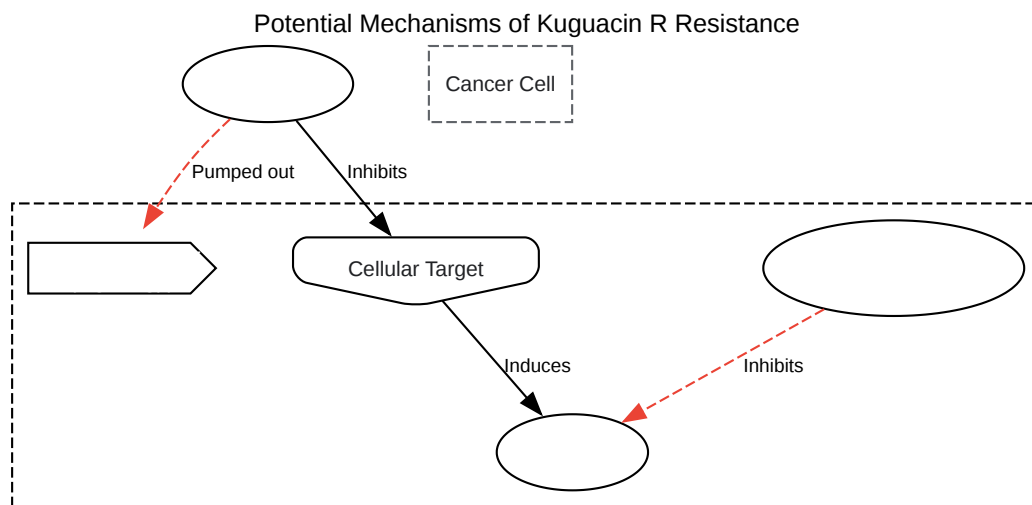 Potential Mechanisms of Kuguacin R Resistance
Cancer Cell
Pumped out
Inhibits
Cellular Target
Induces
Inhibits